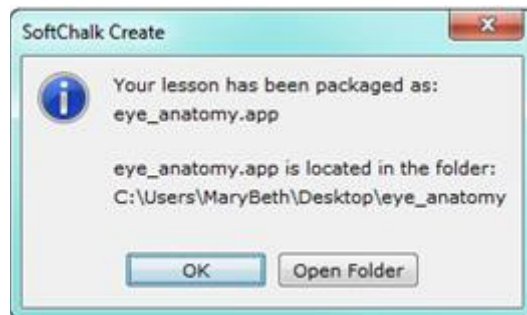 SoftChalk Create
Your lesson has been packaged as:
eye_anatomy.app
eye_anatomy.app is located in the folder:
C:\Users\MaryBeth\Desktop\eye_anatomy
OK
Open Folder